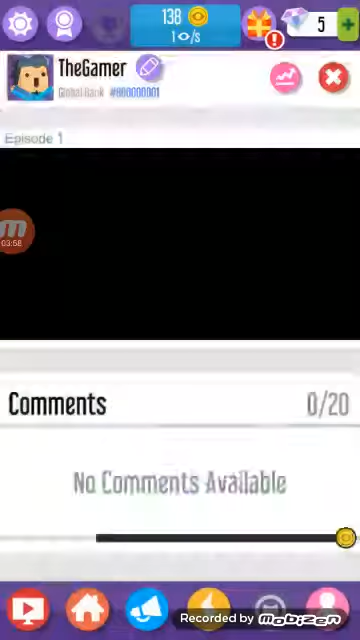 138
1 /s
5
TheGamer
Global Rank #000000001
Episode 1
03:58
Comments 0/20
No Comments Available
Recorded by mobizen